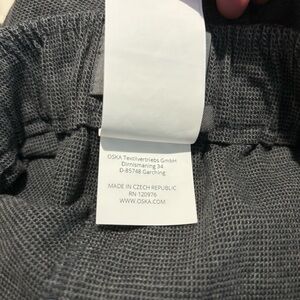 OSKA Textilvertriebs GmbH
Dirnismaning 34
D-85748 Garching
MADE IN CZECH REPUBLIC
RN-120976
WWW.OSKA.COM